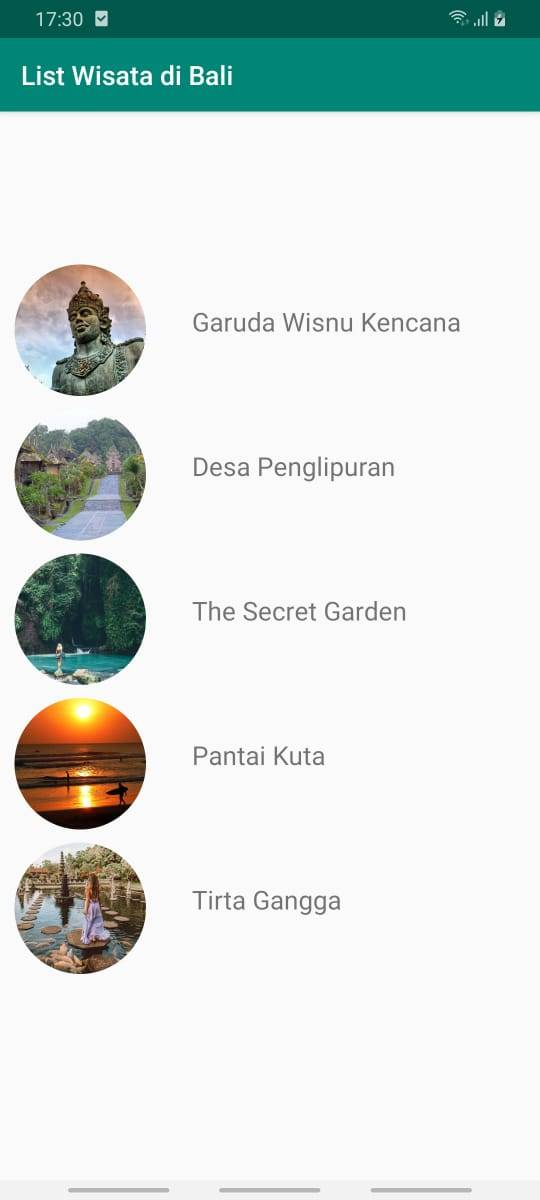 17:30
List Wisata di Bali
Garuda Wisnu Kencana
Desa Penglipuran
The Secret Garden
Pantai Kuta
Tirta Gangga